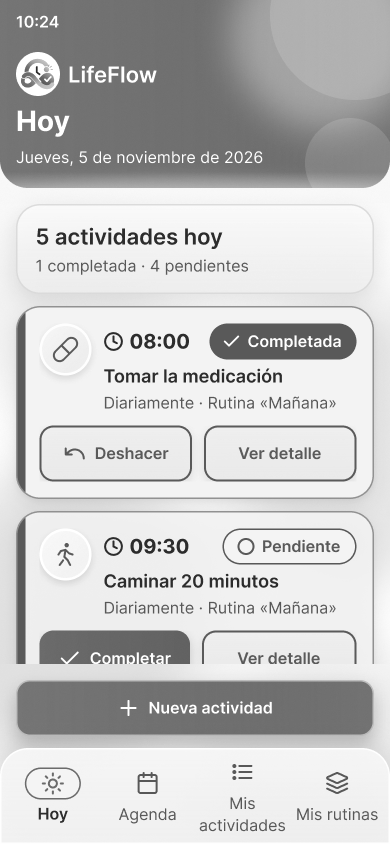 10:24
LifeFlow
Hoy
Jueves, 5 de noviembre de 2026
5 actividades hoy
1 completada · 4 pendientes
08:00
Completada
Tomar la medicación
Diariamente · Rutina «Mañana»
Deshacer
Ver detalle
09:30
Pendiente
Caminar 20 minutos
Diariamente · Rutina «Mañana»
Completar
Ver detalle
Nueva actividad
Hoy
Agenda
Mis
actividades
Mis rutinas